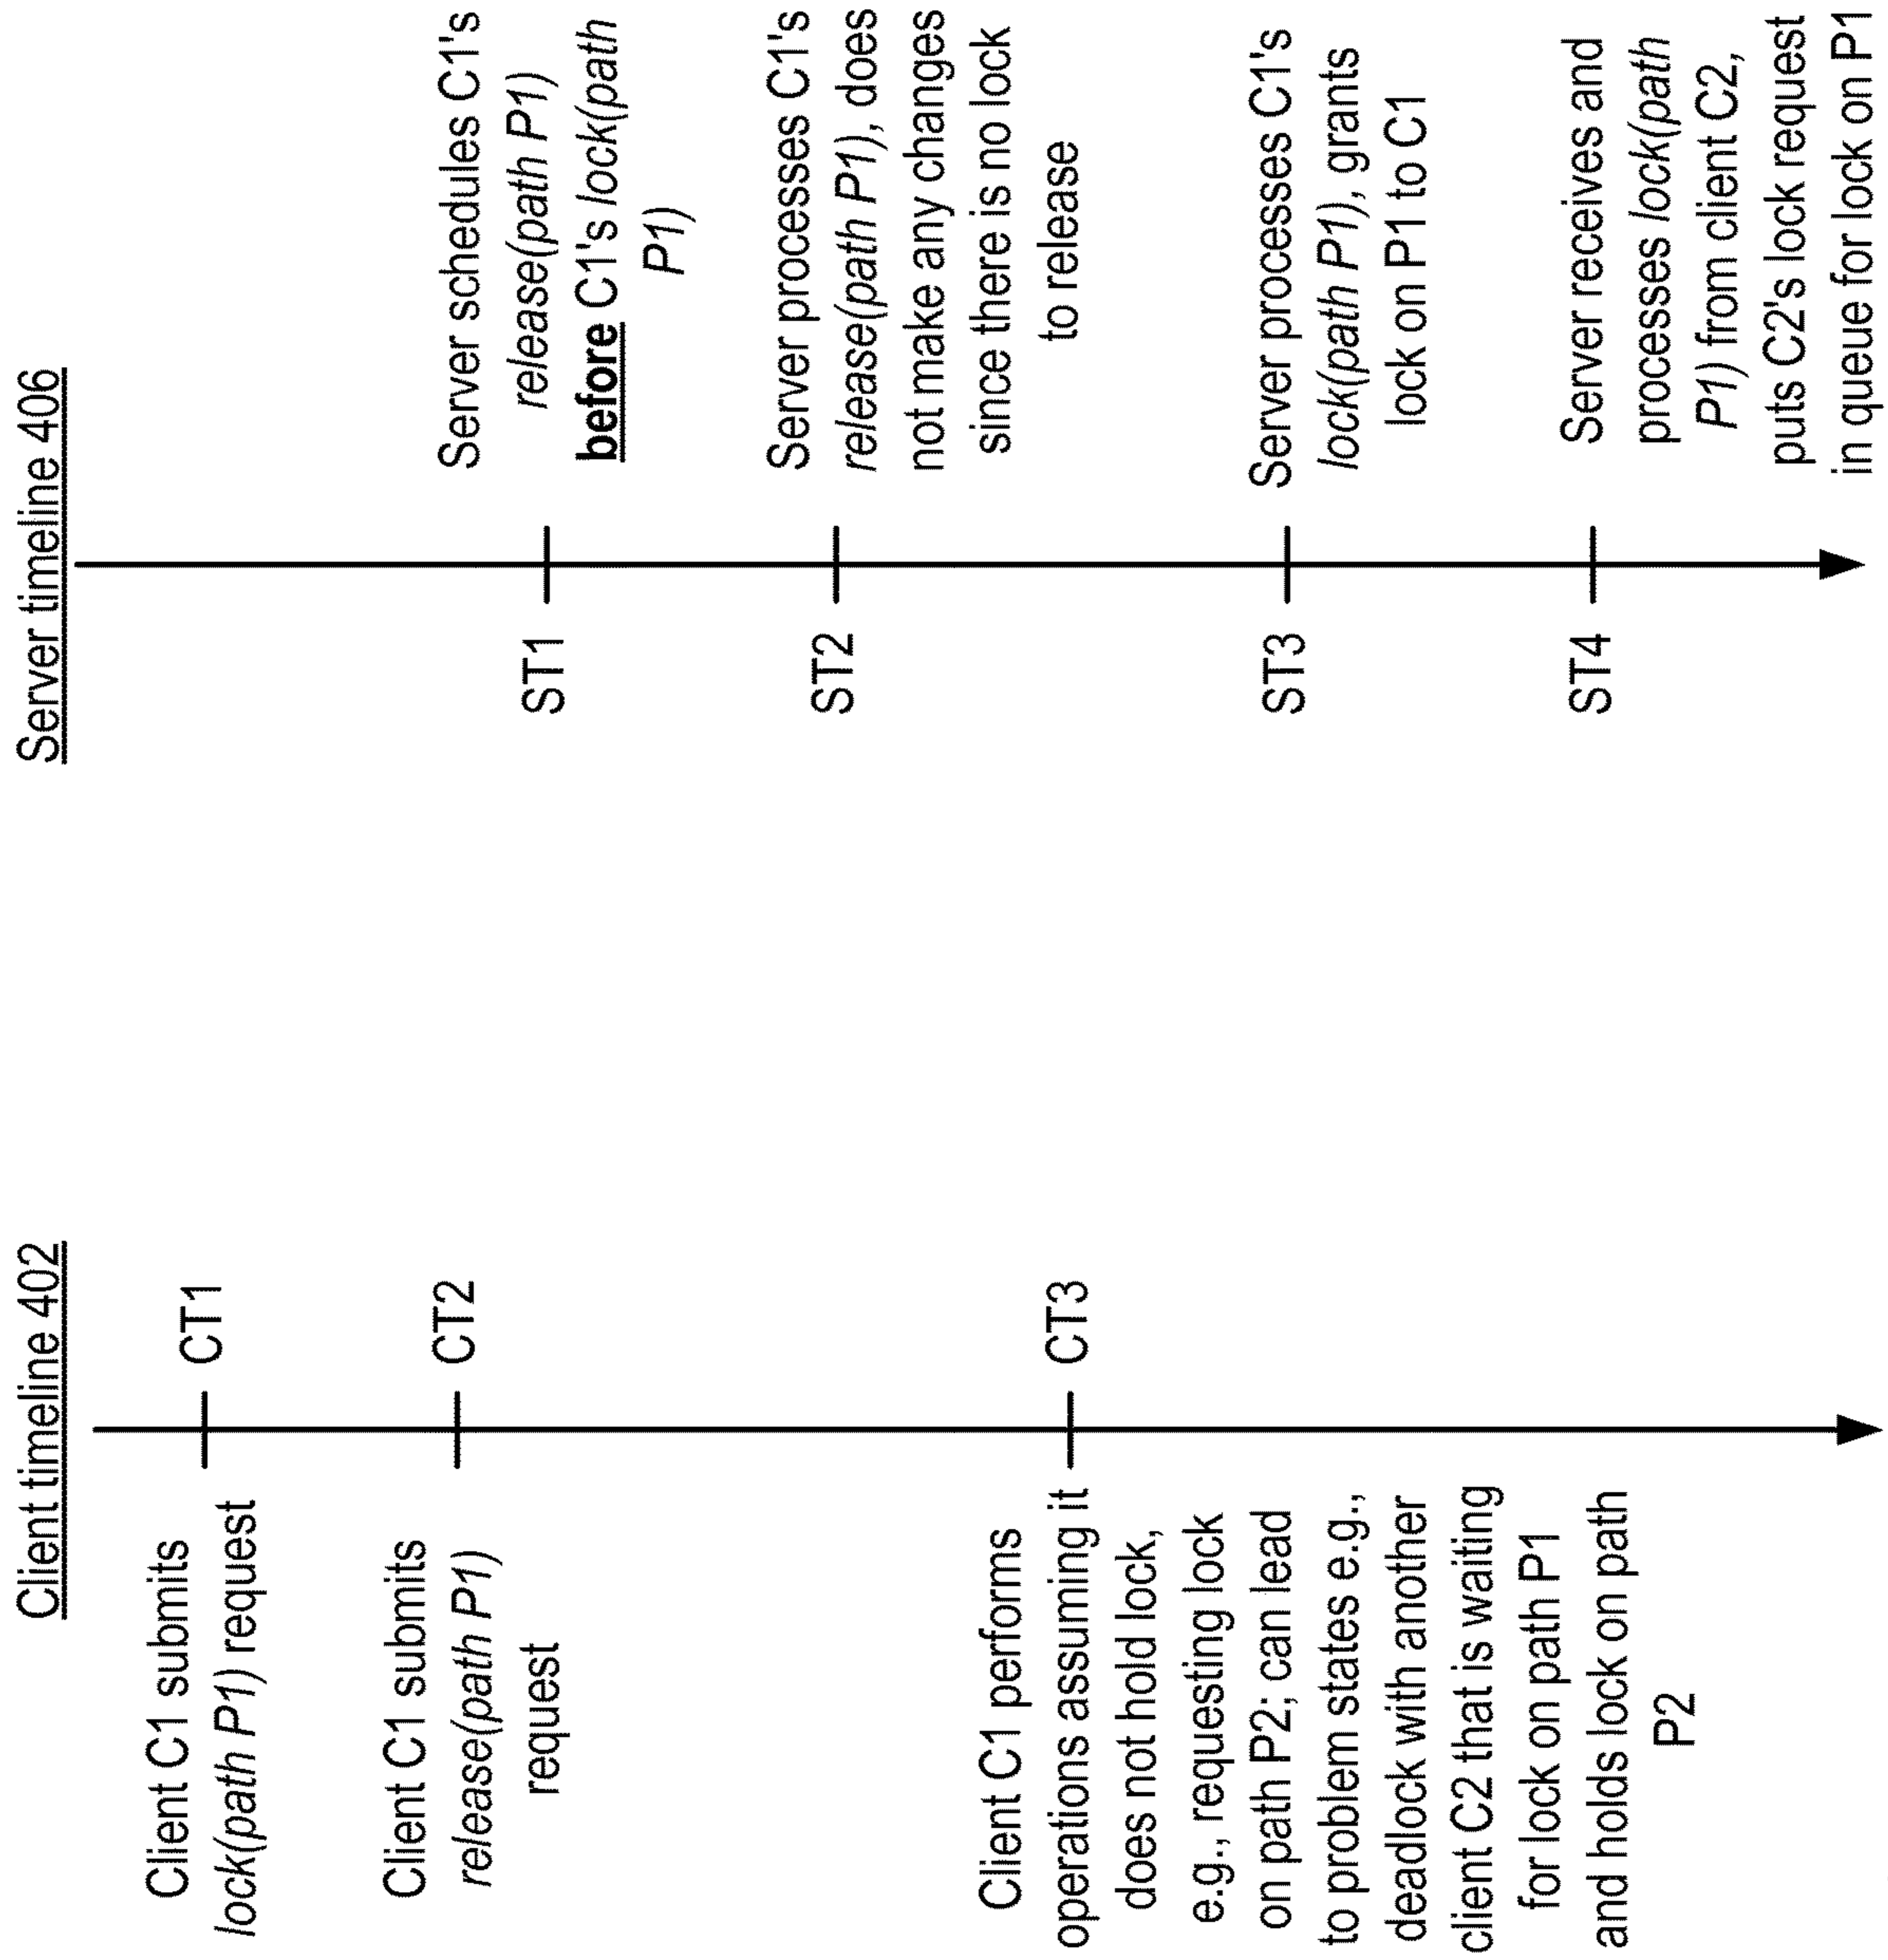 Client timeline 402
Client C1 submits
lock(path P1) request
CT1
Client C1 submits
release(path P1)
request
CT2
Client C1 performs
operations assuming it
does not hold lock,
e.g., requesting lock
on path P2; can lead
to problem states e.g.,
deadlock with another
client C2 that is waiting
for lock on path P1
and holds lock on path
P2
CT3
Server timeline 406
ST1
Server schedules C1's
release(path P1)
before C1's lock(path
P1)
ST2
Server processes C1's
release(path P1), does
not make any changes
since there is no lock
to release
ST3
Server processes C1's
lock(path P1), grants
lock on P1 to C1
ST4
Server receives and
processes lock(path
P1) from client C2,
puts C2's lock request
in queue for lock on P1